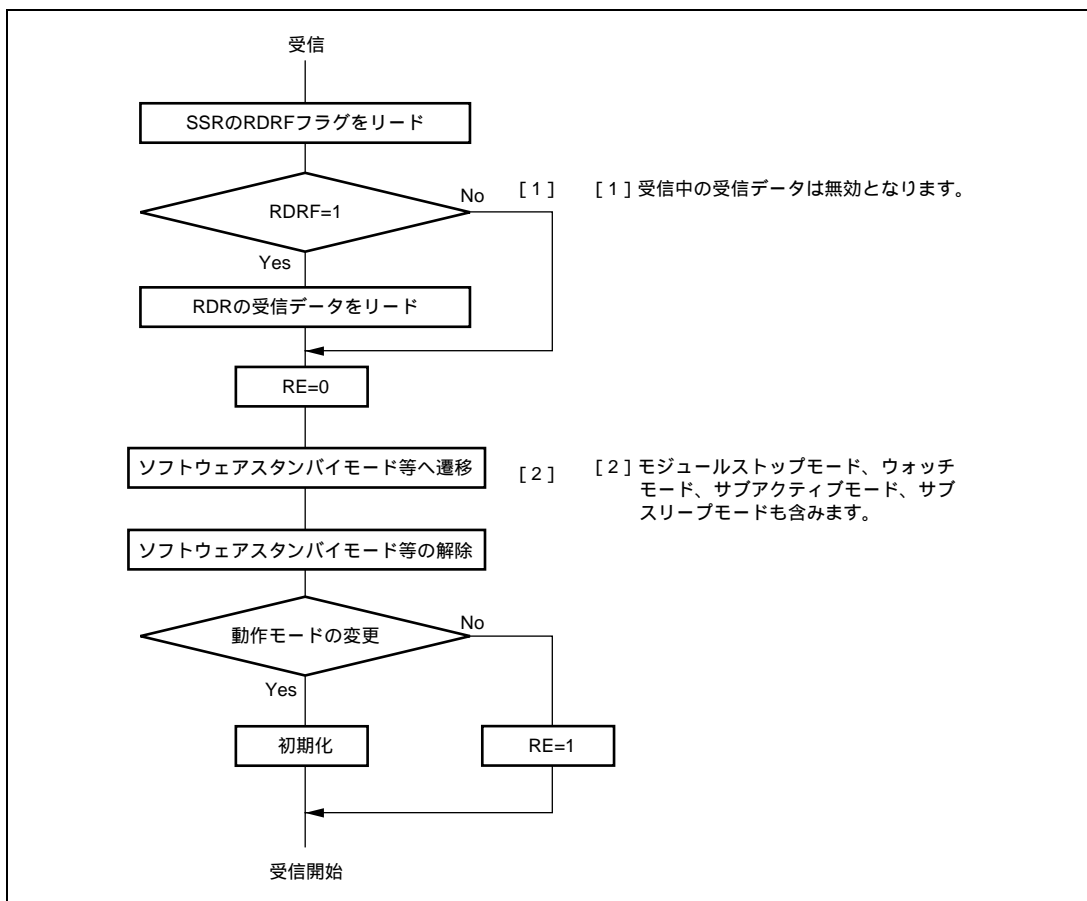 受信
SSRのRDRFフラグをリード
RDRF=1
No
[1]
[1] 受信中の受信データは無効となります。
Yes
RDRの受信データをリード
RE=0
ソフトウェアスタンバイモード等へ遷移
[2]
[2] モジュールストップモード、ウォッチ
モード、サブアクティブモード、サブ
スリープモードも含みます。
ソフトウェアスタンバイモード等の解除
動作モードの変更
No
Yes
初期化
RE=1
受信開始